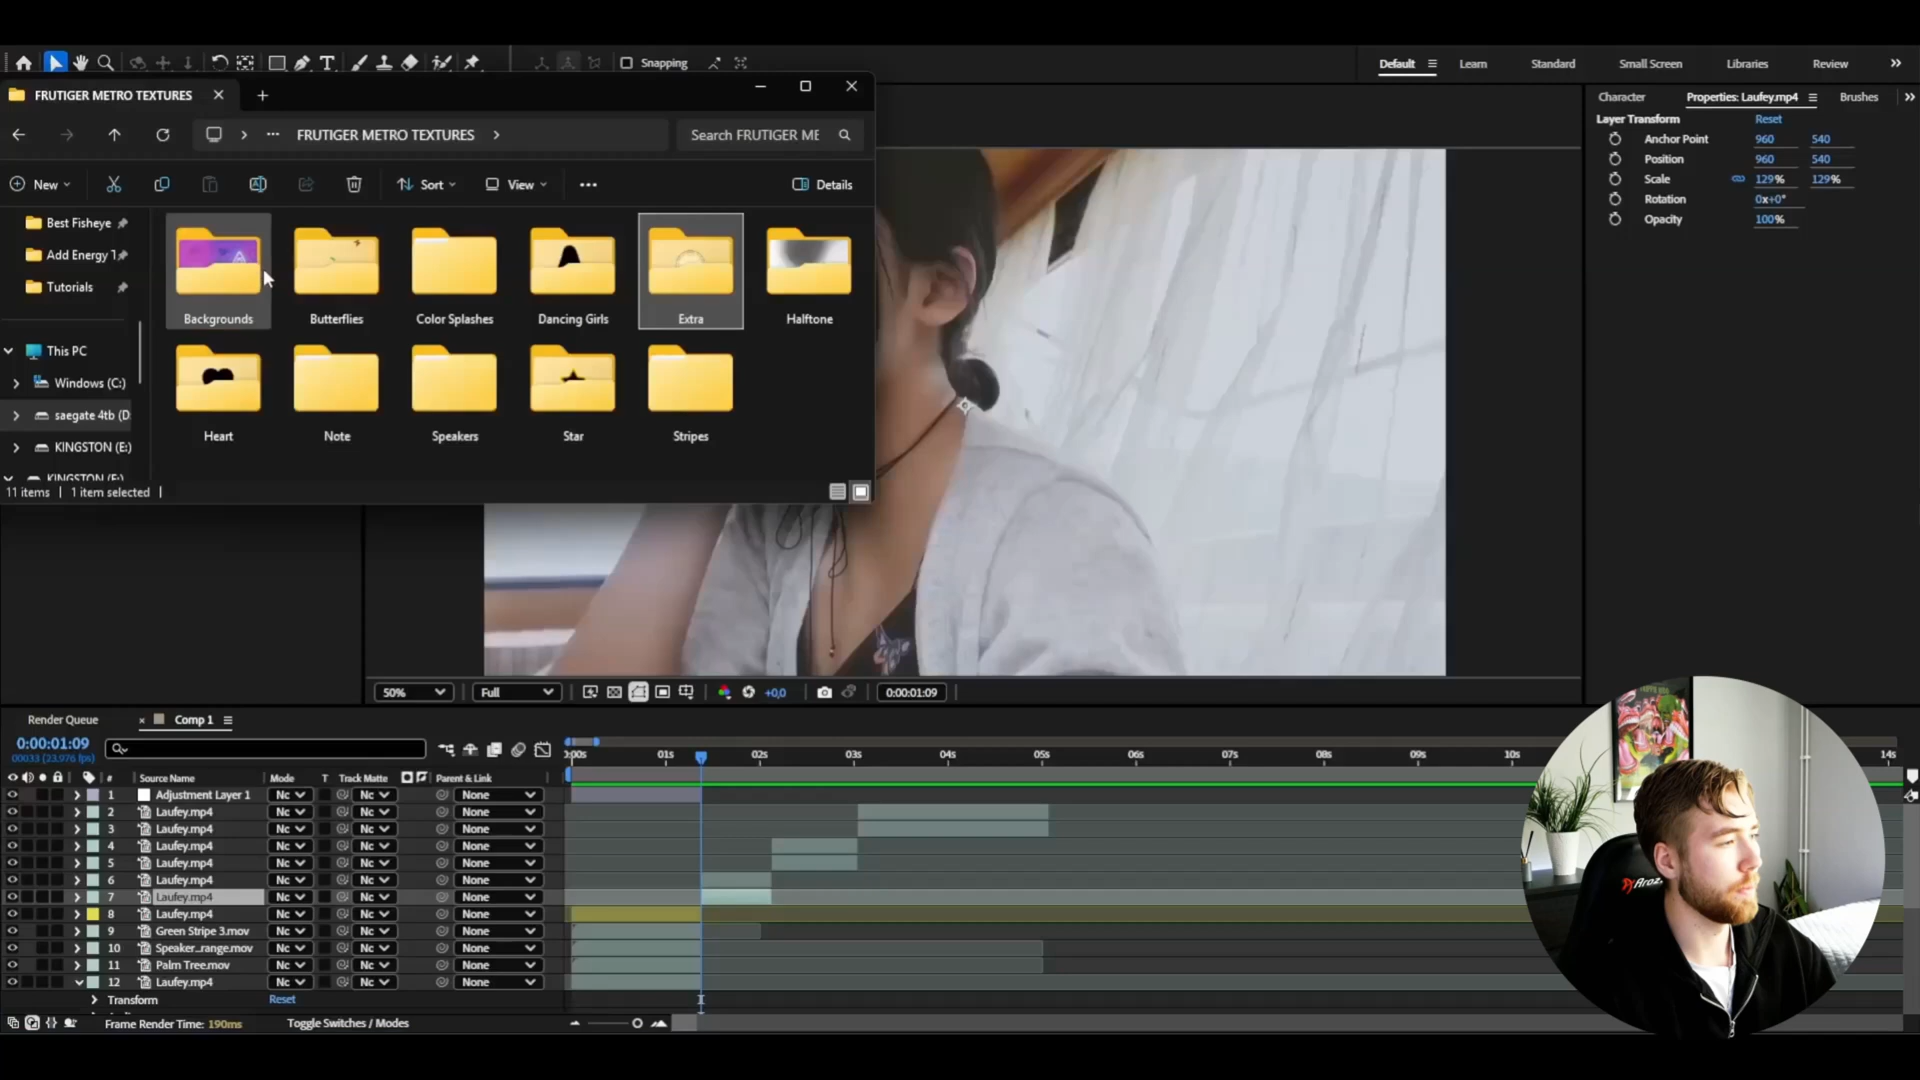 Snapping
Default
Learn
Standard
Small Screen
Libraries
Review
FRUTIGER METRO TEXTURES
FRUTIGER METRO TEXTURES
Search FRUTIGER ME
New
Sort
View
Details
Best Fisheye
Add Energy T
Tutorials
This PC
Windows (C:)
saegate 4tb (D:
KINGSTON (E:)
KINGSTON (F:)
Backgrounds
Butterflies
Color Splashes
Dancing Girls
Extra
Halftone
Heart
Note
Speakers
Star
Stripes
11 items
1 item selected
Character
Properties: Laufey.mp4
Brushes
Layer Transform Reset
Anchor Point 960 540
Position 960 540
Scale 129% 129%
Rotation 0x+0°
Opacity 100%
50%
Full
+0,0
0:00:01:09
Render Queue
Comp 1
0:00:01:09
00033 (23,976 fps)
:00s 01s 02s 03s 04s 05s 06s 07s 08s 09s 10s 14s
# Source Name Mode T Track Matte Parent & Link
1 Adjustment Layer 1 Nc Nc None
2 Laufey.mp4 Nc Nc None
3 Laufey.mp4 Nc Nc None
4 Laufey.mp4 Nc Nc None
5 Laufey.mp4 Nc Nc None
6 Laufey.mp4 Nc Nc None
7 Laufey.mp4 Nc Nc None
8 Laufey.mp4 Nc Nc None
9 Green Stripe 3.mov Nc Nc None
10 Speaker_range.mov Nc Nc None
11 Palm Tree.mov Nc Nc None
12 Laufey.mp4 Nc Nc None
Transform Reset
Frame Render Time: 190ms
Toggle Switches / Modes
Arozz